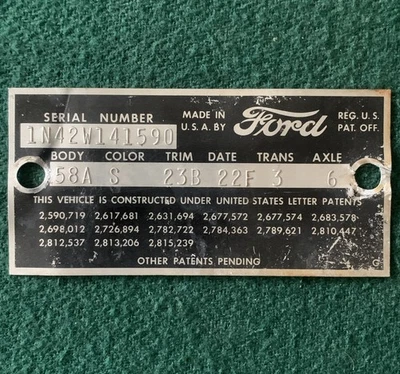 SERIAL NUMBER MADE IN U.S.A. BY Ford REG. U.S. PAT. OFF.
1N42W141590
BODY COLOR TRIM DATE TRANS AXLE
58A S 23B 22F 3 6
THIS VEHICLE IS CONSTRUCTED UNDER UNITED STATES LETTER PATENTS
2,590,719 2,617,681 2,631,694 2,677,572 2,677,574 2,683,578
2,698,012 2,726,894 2,782,722 2,784,363 2,789,621 2,810,447
2,812,537 2,813,206 2,815,239
OTHER PATENTS PENDING
G